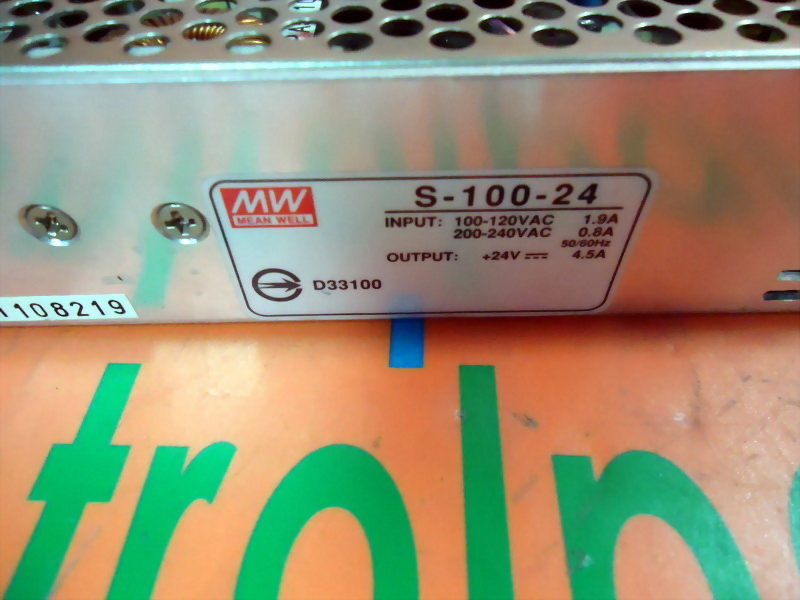 MW
MEAN WELL
S-100-24
INPUT: 100-120VAC 1.9A
200-240VAC 0.8A
50/60Hz
OUTPUT: +24V 4.5A
D33100
1108219
trolp